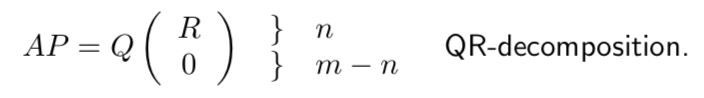 AP = Q ( R } n
0 } m − n ) QR-decomposition.